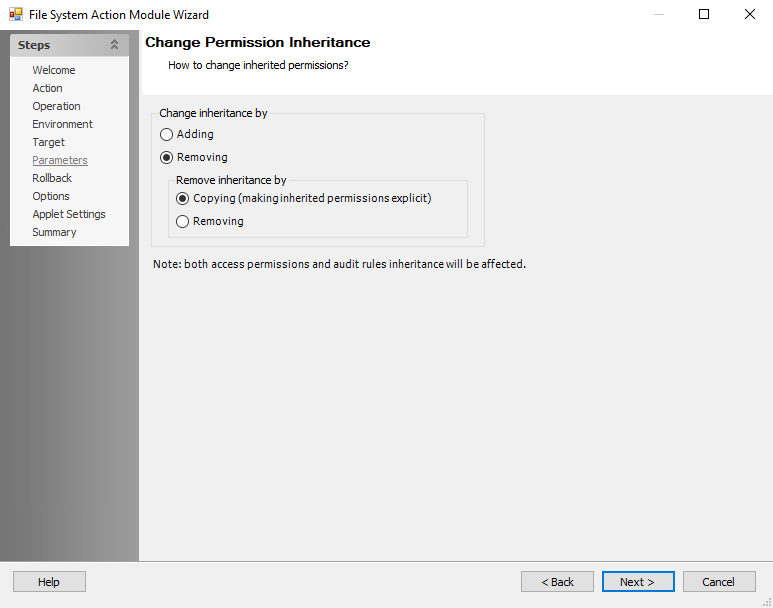 File System Action Module Wizard
Steps
Welcome
Action
Operation
Environment
Target
Parameters
Rollback
Options
Applet Settings
Summary
Change Permission Inheritance
How to change inherited permissions?
Change inheritance by
Adding
Removing
Remove inheritance by
Copying (making inherited permissions explicit)
Removing
Note: both access permissions and audit rules inheritance will be affected.
Help
< Back
Next >
Cancel